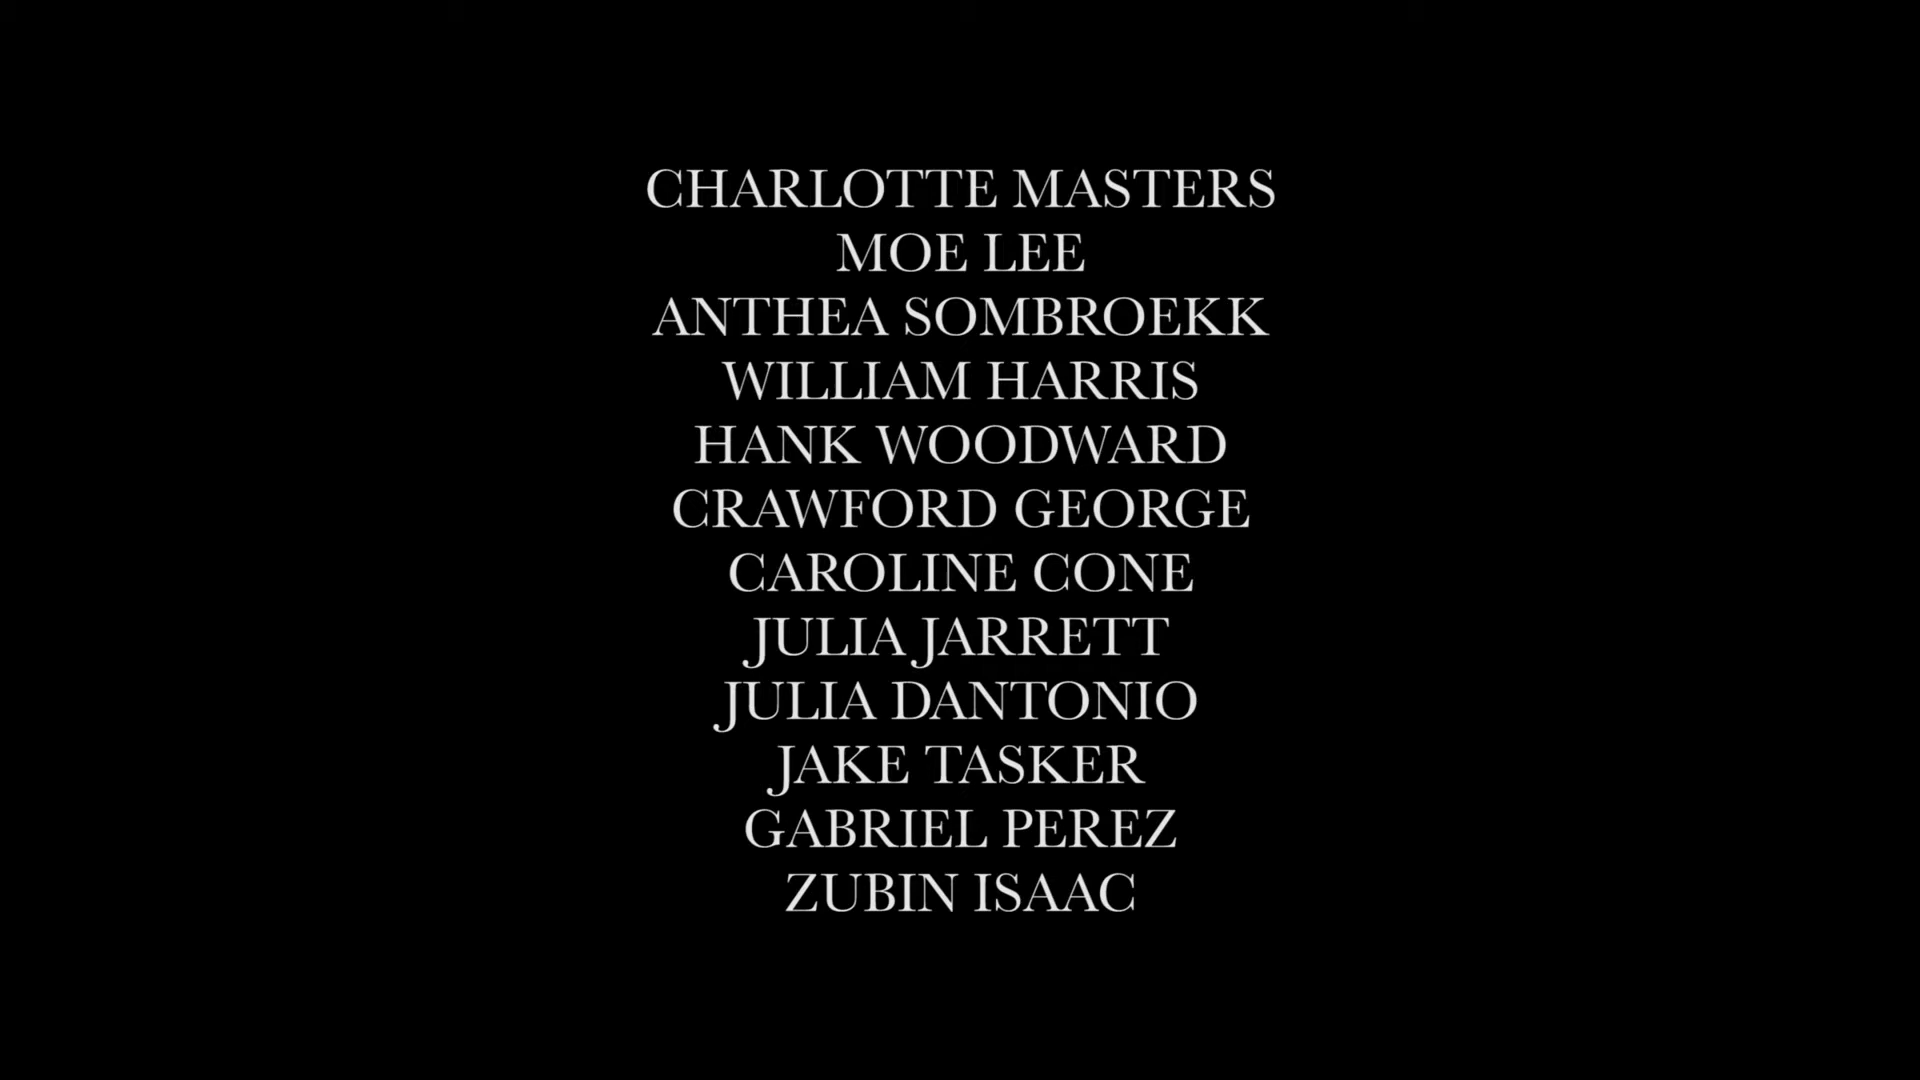 CHARLOTTE MASTERS
MOE LEE
ANTHEA SOMBROEKK
WILLIAM HARRIS
HANK WOODWARD
CRAWFORD GEORGE
CAROLINE CONE
JULIA JARRETT
JULIA DANTONIO
JAKE TASKER
GABRIEL PEREZ
ZUBIN ISAAC